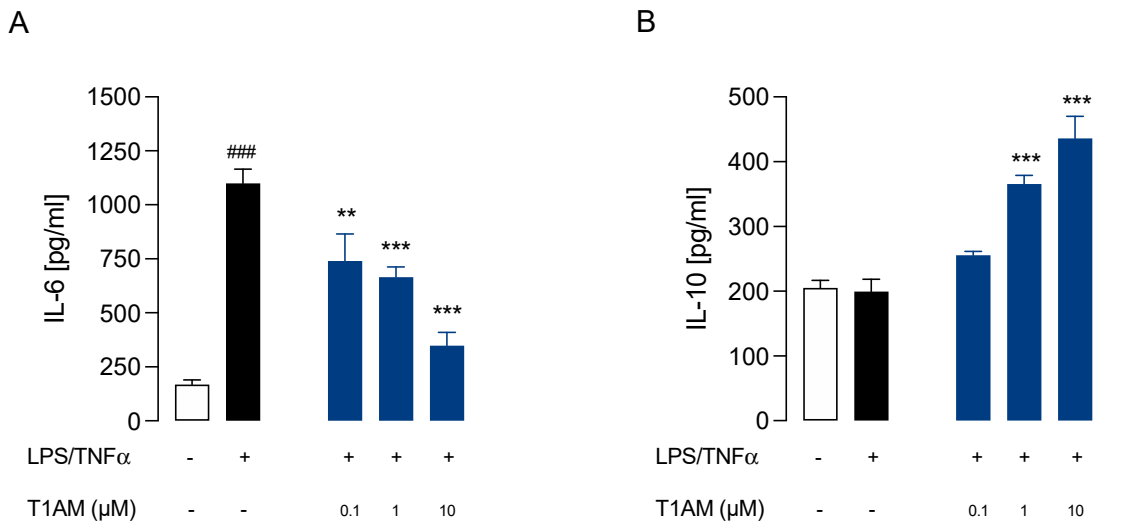 A
IL-6 [pg/ml]
1500
1250
1000
750
500
250
0
###
**
***
***
LPS/TNFα - + + + +
T1AM (µM) - - 0.1 1 10
B
IL-10 [pg/ml]
500
400
300
200
100
0
***
***
LPS/TNFα - + + + +
T1AM (µM) - - 0.1 1 10